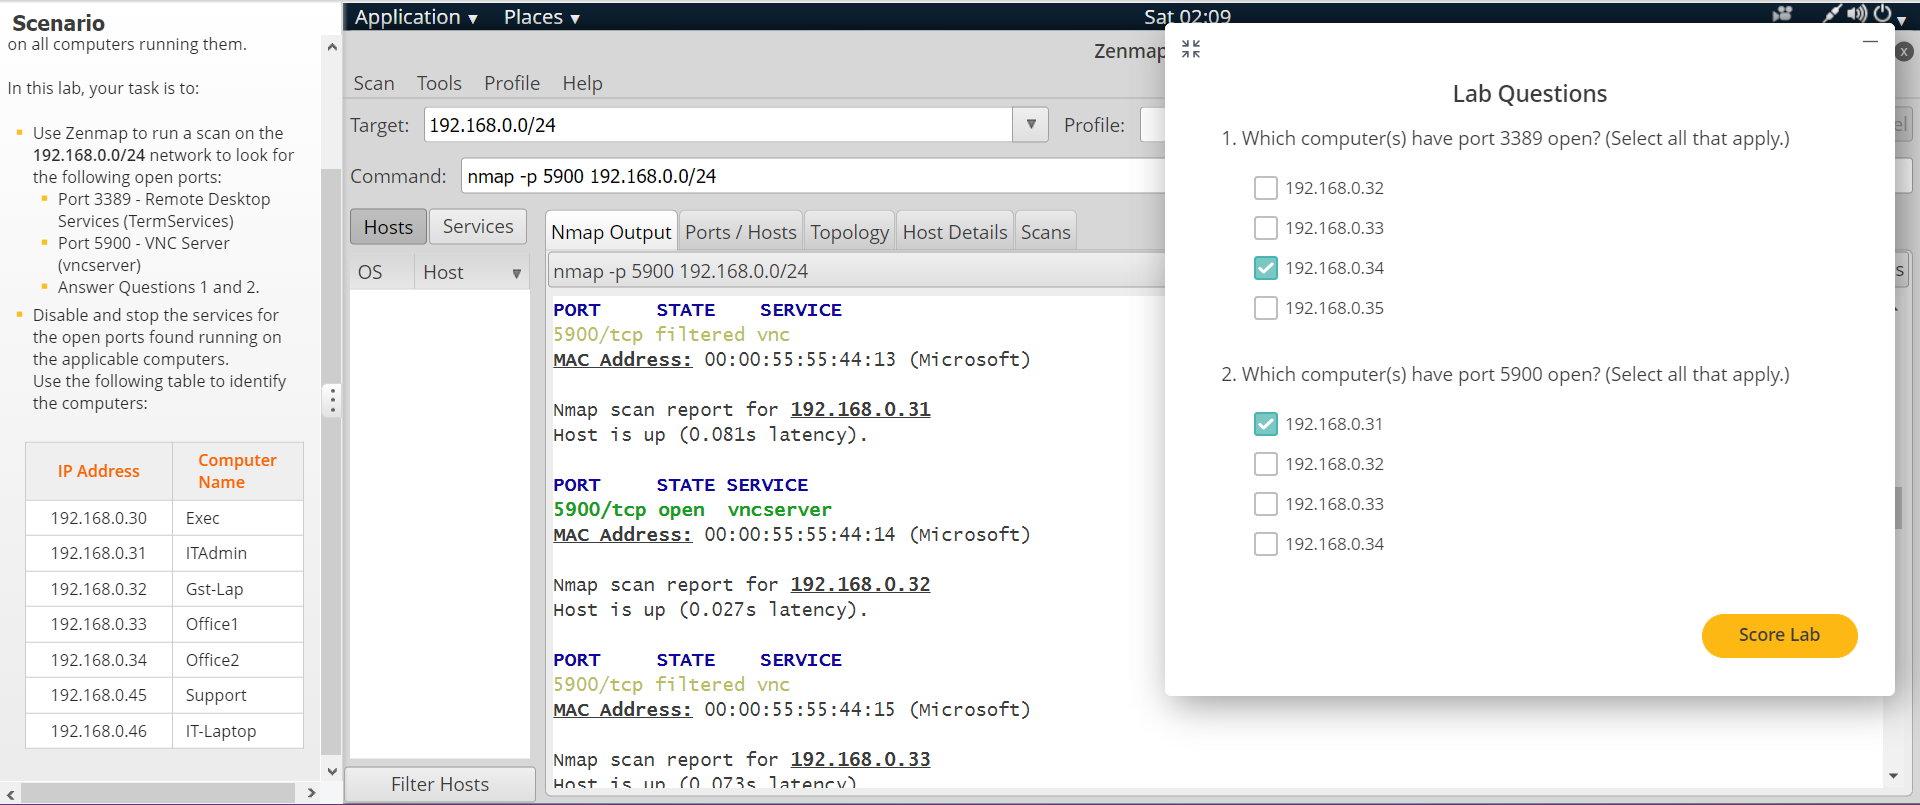 Scenario
on all computers running them.
In this lab, your task is to:
Use Zenmap to run a scan on the
192.168.0.0/24 network to look for
the following open ports:
Port 3389 - Remote Desktop
Services (TermServices)
Port 5900 - VNC Server
(vncserver)
Answer Questions 1 and 2.
Disable and stop the services for
the open ports found running on
the applicable computers.
Use the following table to identify
the computers:
IP Address Computer Name
192.168.0.30 Exec
192.168.0.31 ITAdmin
192.168.0.32 Gst-Lap
192.168.0.33 Office1
192.168.0.34 Office2
192.168.0.45 Support
192.168.0.46 IT-Laptop
Application Places Sat 02:09
Zenmap
Scan Tools Profile Help
Target: 192.168.0.0/24 Profile:
Command: nmap -p 5900 192.168.0.0/24
Hosts Services
OS Host
Filter Hosts
Nmap Output Ports / Hosts Topology Host Details Scans
nmap -p 5900 192.168.0.0/24
PORT STATE SERVICE
5900/tcp filtered vnc
MAC Address: 00:00:55:55:44:13 (Microsoft)
Nmap scan report for 192.168.0.31
Host is up (0.081s latency).
PORT STATE SERVICE
5900/tcp open vncserver
MAC Address: 00:00:55:55:44:14 (Microsoft)
Nmap scan report for 192.168.0.32
Host is up (0.027s latency).
PORT STATE SERVICE
5900/tcp filtered vnc
MAC Address: 00:00:55:55:44:15 (Microsoft)
Nmap scan report for 192.168.0.33
Host is up (0.073s latency)
Lab Questions
1. Which computer(s) have port 3389 open? (Select all that apply.)
192.168.0.32
192.168.0.33
192.168.0.34
192.168.0.35
2. Which computer(s) have port 5900 open? (Select all that apply.)
192.168.0.31
192.168.0.32
192.168.0.33
192.168.0.34
Score Lab